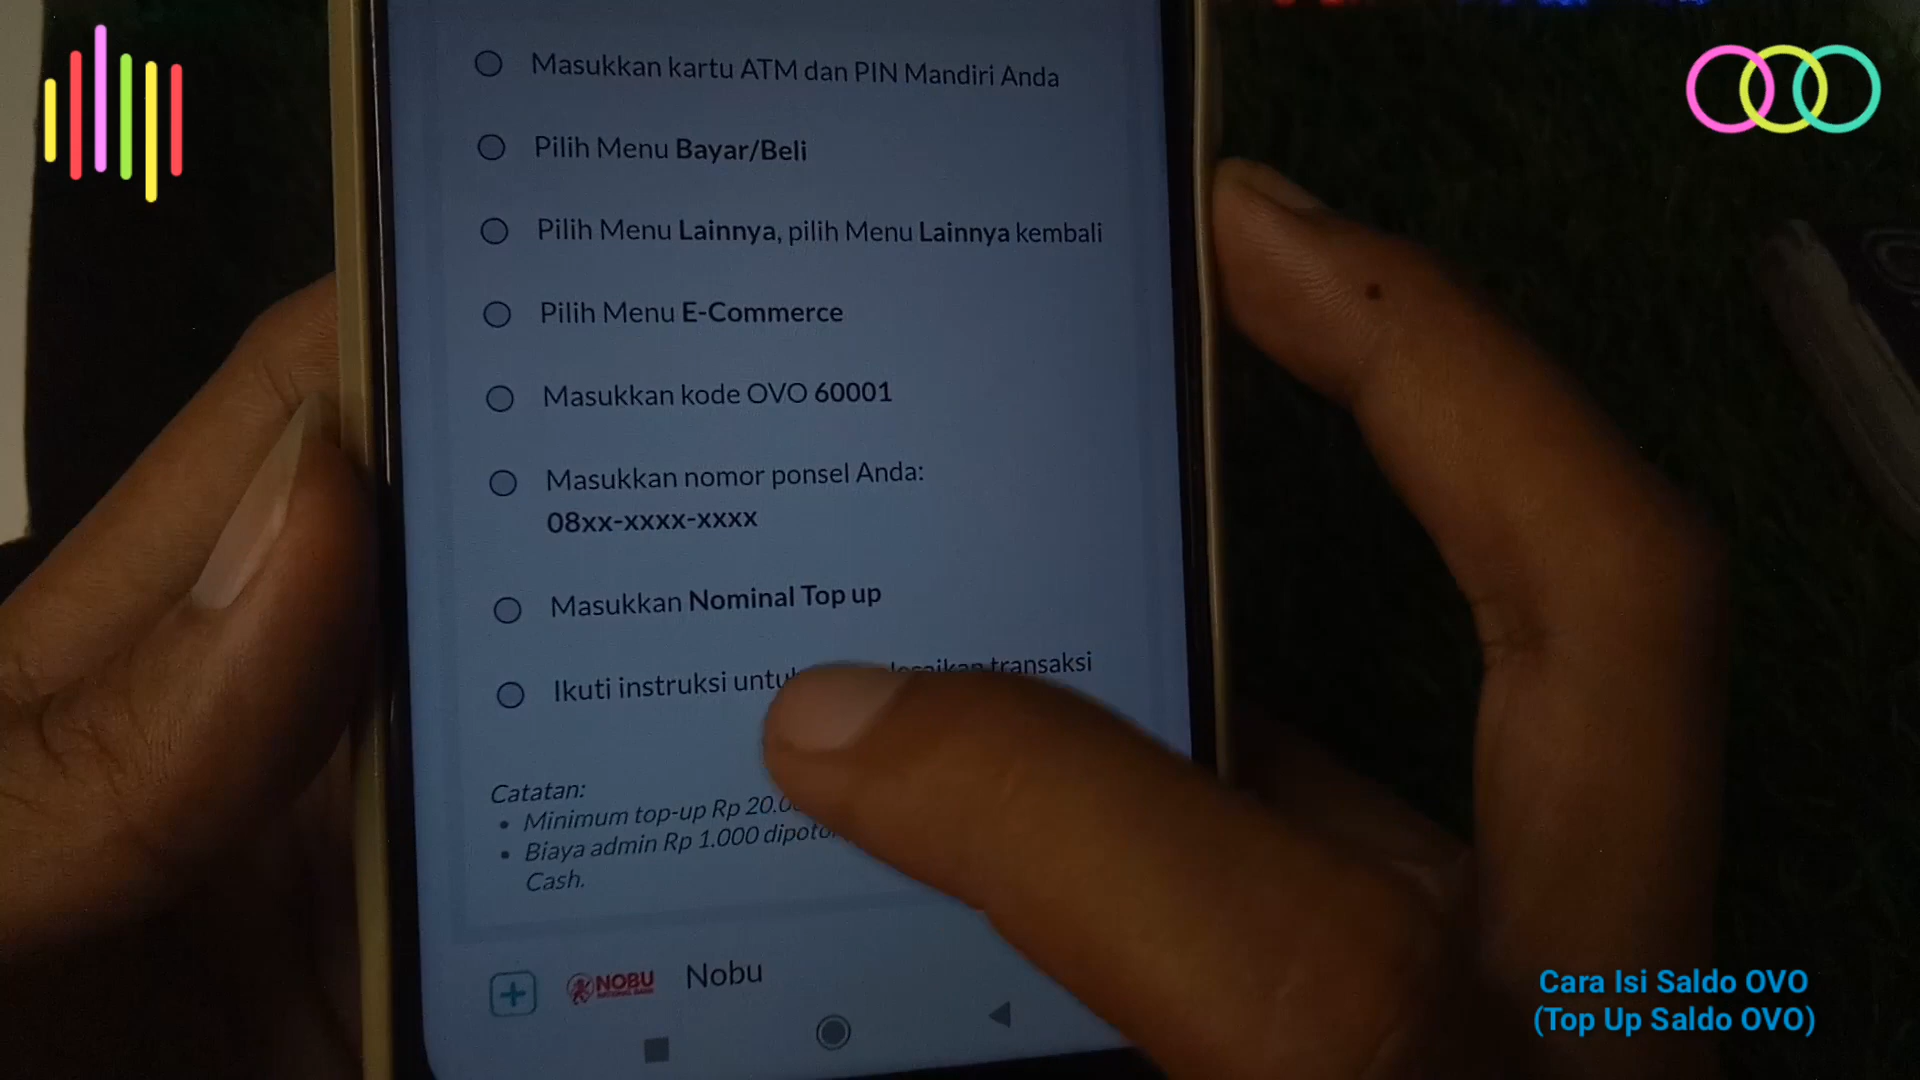 Masukkan kartu ATM dan PIN Mandiri Anda
Pilih Menu Bayar/Beli
Pilih Menu Lainnya, pilih Menu Lainnya kembali
Pilih Menu E-Commerce
Masukkan kode OVO 60001
Masukkan nomor ponsel Anda:
08xx-xxxx-xxxx
Masukkan Nominal Top up
Ikuti instruksi transaksi
Catatan:
• Minimum top-up Rp
• Biaya admin Rp 1.000
Cash.
NOBU
Nobu
Cara Isi Saldo OVO
(Top Up Saldo OVO)